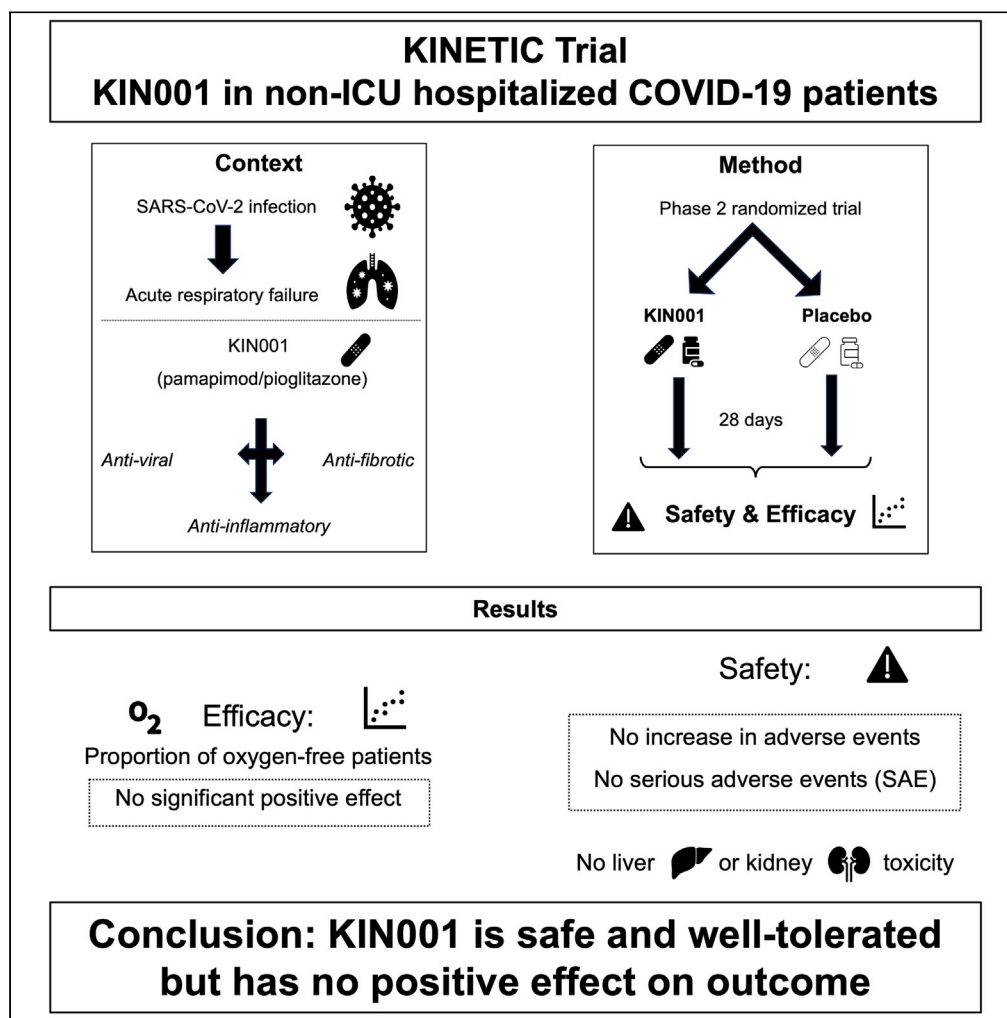 KINETIC Trial
KIN001 in non-ICU hospitalized COVID-19 patients
Context
SARS-CoV-2 infection
Acute respiratory failure
KIN001
(pamapimod/pioglitazone)
Anti-viral
Anti-fibrotic
Anti-inflammatory
Method
Phase 2 randomized trial
KIN001
Placebo
28 days
Safety & Efficacy
Results
O2 Efficacy:
Proportion of oxygen-free patients
No significant positive effect
Safety:
No increase in adverse events
No serious adverse events (SAE)
No liver or kidney toxicity
Conclusion: KIN001 is safe and well-tolerated
but has no positive effect on outcome